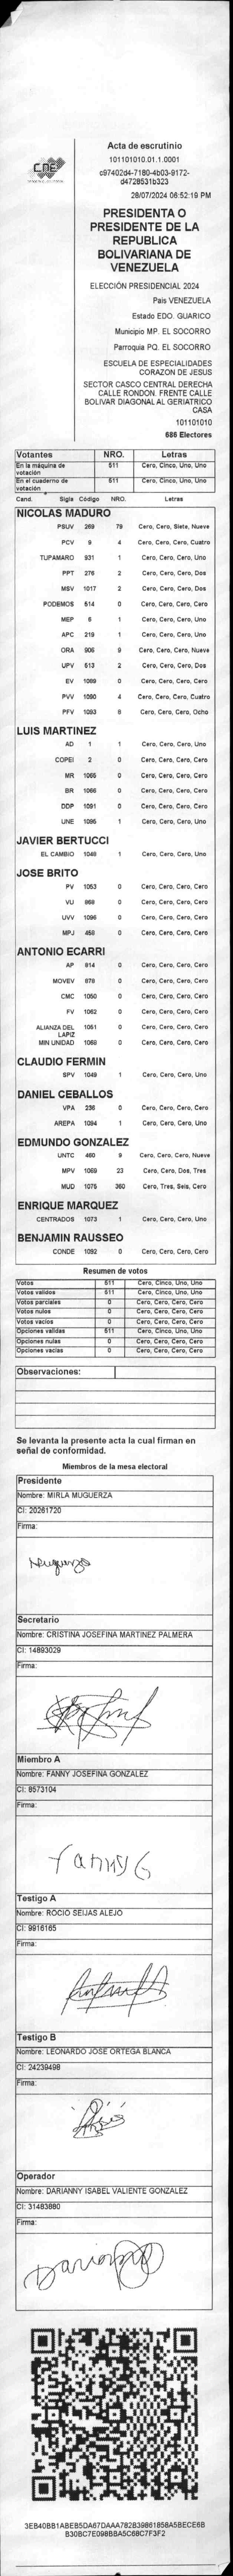 CNE
Acta de escrutinio
101101010.01.1.0001
c97402d4-7180-4b03-9172-
d4728531b323
28/07/2024 06:52:19 PM
PRESIDENTA O
PRESIDENTE DE LA
REPUBLICA
BOLIVARIANA DE
VENEZUELA
ELECCIÓN PRESIDENCIAL 2024
Pais VENEZUELA
Estado EDO. GUARICO
Municipio MP. EL SOCORRO
Parroquia PQ. EL SOCORRO
ESCUELA DE ESPECIALIDADES
CORAZON DE JESUS
SECTOR CASCO CENTRAL DERECHA
CALLE RONDON. FRENTE CALLE
BOLIVAR DIAGONAL AL GERIATRICO
CASA
101101010
686 Electores
Votantes NRO. Letras
En la máquina de votación 511 Cero, Cinco, Uno, Uno
En el cuaderno de votación 511 Cero, Cinco, Uno, Uno
Cand. Sigla Código NRO. Letras
NICOLAS MADURO
PSUV 269 79 Cero, Cero, Siete, Nueve
PCV 9 4 Cero, Cero, Cero, Cuatro
TUPAMARO 931 1 Cero, Cero, Cero, Uno
PPT 276 2 Cero, Cero, Cero, Dos
MSV 1017 2 Cero, Cero, Cero, Dos
PODEMOS 514 0 Cero, Cero, Cero, Cero
MEP 6 1 Cero, Cero, Cero, Uno
APC 219 1 Cero, Cero, Cero, Uno
ORA 906 9 Cero, Cero, Cero, Nueve
UPV 513 2 Cero, Cero, Cero, Dos
EV 1089 0 Cero, Cero, Cero, Cero
PVV 1090 4 Cero, Cero, Cero, Cuatro
PFV 1093 8 Cero, Cero, Cero, Ocho
LUIS MARTINEZ
AD 1 1 Cero, Cero, Cero, Uno
COPEI 2 0 Cero, Cero, Cero, Cero
MR 1065 0 Cero, Cero, Cero, Cero
BR 1066 0 Cero, Cero, Cero, Cero
DDP 1091 0 Cero, Cero, Cero, Cero
UNE 1095 1 Cero, Cero, Cero, Uno
JAVIER BERTUCCI
EL CAMBIO 1048 1 Cero, Cero, Cero, Uno
JOSE BRITO
PV 1053 0 Cero, Cero, Cero, Cero
VU 868 0 Cero, Cero, Cero, Cero
UVV 1096 0 Cero, Cero, Cero, Cero
MPJ 458 0 Cero, Cero, Cero, Cero
ANTONIO ECARRI
AP 814 0 Cero, Cero, Cero, Cero
MOVEV 878 0 Cero, Cero, Cero, Cero
CMC 1050 0 Cero, Cero, Cero, Cero
FV 1062 0 Cero, Cero, Cero, Cero
ALIANZA DEL LAPIZ 1051 0 Cero, Cero, Cero, Cero
MIN UNIDAD 1068 0 Cero, Cero, Cero, Cero
CLAUDIO FERMIN
SPV 1049 1 Cero, Cero, Cero, Uno
DANIEL CEBALLOS
VPA 236 0 Cero, Cero, Cero, Cero
AREPA 1094 1 Cero, Cero, Cero, Uno
EDMUNDO GONZALEZ
UNTC 460 9 Cero, Cero, Cero, Nueve
MPV 1069 23 Cero, Cero, Dos, Tres
MUD 1075 360 Cero, Tres, Seis, Cero
ENRIQUE MARQUEZ
CENTRADOS 1073 1 Cero, Cero, Cero, Uno
BENJAMIN RAUSSEO
CONDE 1092 0 Cero, Cero, Cero, Cero
Resumen de votos
Votos 511 Cero, Cinco, Uno, Uno
Votos validos 511 Cero, Cinco, Uno, Uno
Votos parciales 0 Cero, Cero, Cero, Cero
Votos nulos 0 Cero, Cero, Cero, Cero
Votos vacios 0 Cero, Cero, Cero, Cero
Opciones validas 511 Cero, Cinco, Uno, Uno
Opciones nulas 0 Cero, Cero, Cero, Cero
Opciones vacias 0 Cero, Cero, Cero, Cero
Observaciones:
Se levanta la presente acta la cual firman en
señal de conformidad.
Miembros de la mesa electoral
Presidente
Nombre: MIRLA MUGUERZA
CI: 20261720
Firma:
Muguerza
Secretario
Nombre: CRISTINA JOSEFINA MARTINEZ PALMERA
CI: 14893029
Firma:
Miembro A
Nombre: FANNY JOSEFINA GONZALEZ
CI: 8573104
Firma:
Fanny G
Testigo A
Nombre: ROCIO SEIJAS ALEJO
CI: 9916165
Firma:
Testigo B
Nombre: LEONARDO JOSE ORTEGA BLANCA
CI: 24239498
Firma:
Operador
Nombre: DARIANNY ISABEL VALIENTE GONZALEZ
CI: 31483880
Firma:
3EB40BB1ABEB5DA67DAAA782B39861858A5BECE6B
B30BC7E098BBA5C68C7F3F2